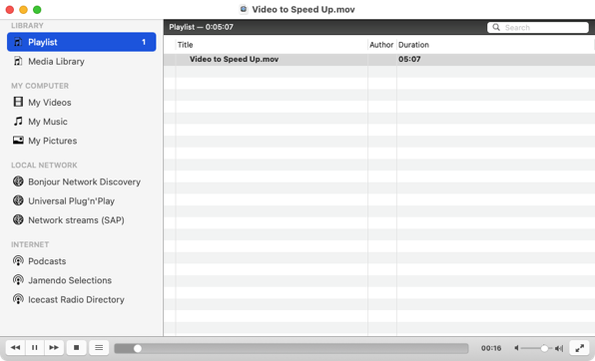 Video to Speed Up.mov
LIBRARY
Playlist 1
Media Library
MY COMPUTER
My Videos
My Music
My Pictures
LOCAL NETWORK
Bonjour Network Discovery
Universal Plug'n'Play
Network streams (SAP)
INTERNET
Podcasts
Jamendo Selections
Icecast Radio Directory
Playlist — 0:05:07
Search
Title Author Duration
Video to Speed Up.mov 05:07
00:16